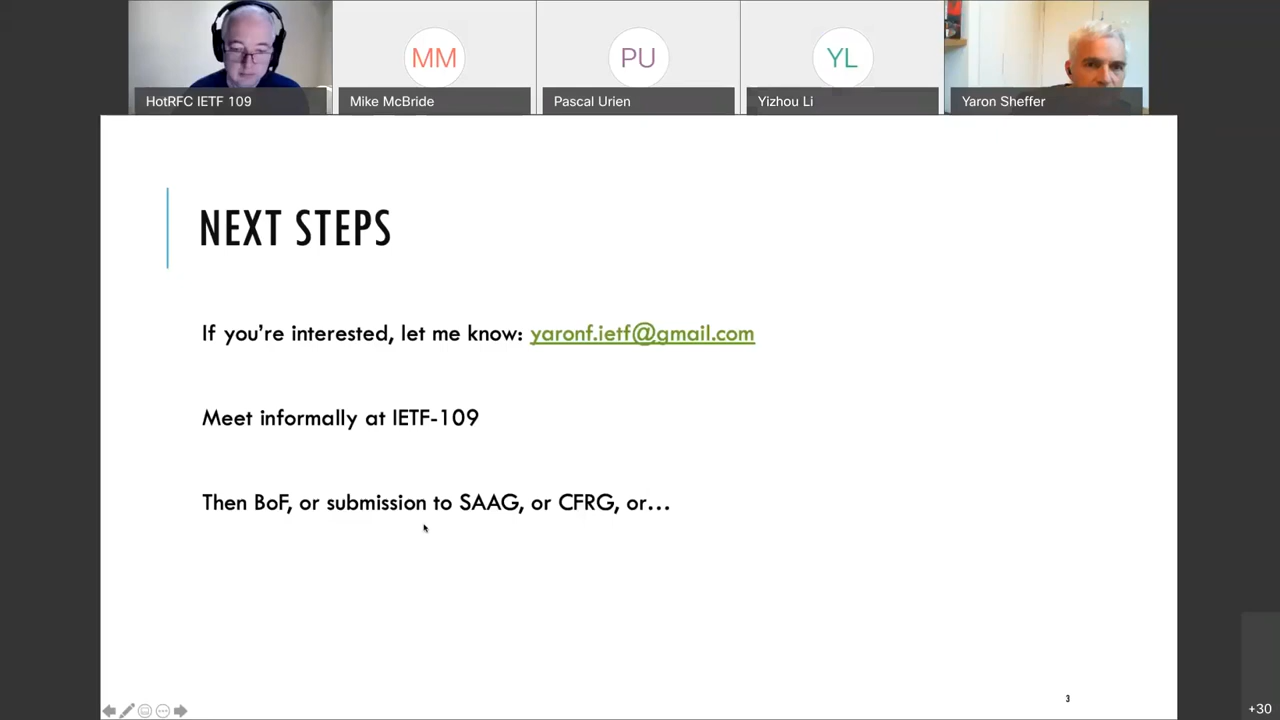 MM
PU
YL
HotRFC IETF 109
Mike McBride
Pascal Urien
Yizhou Li
Yaron Sheffer
NEXT STEPS
If you’re interested, let me know: yaronf.ietf@gmail.com
Meet informally at IETF-109
Then BoF, or submission to SAAG, or CFRG, or…
3
+30